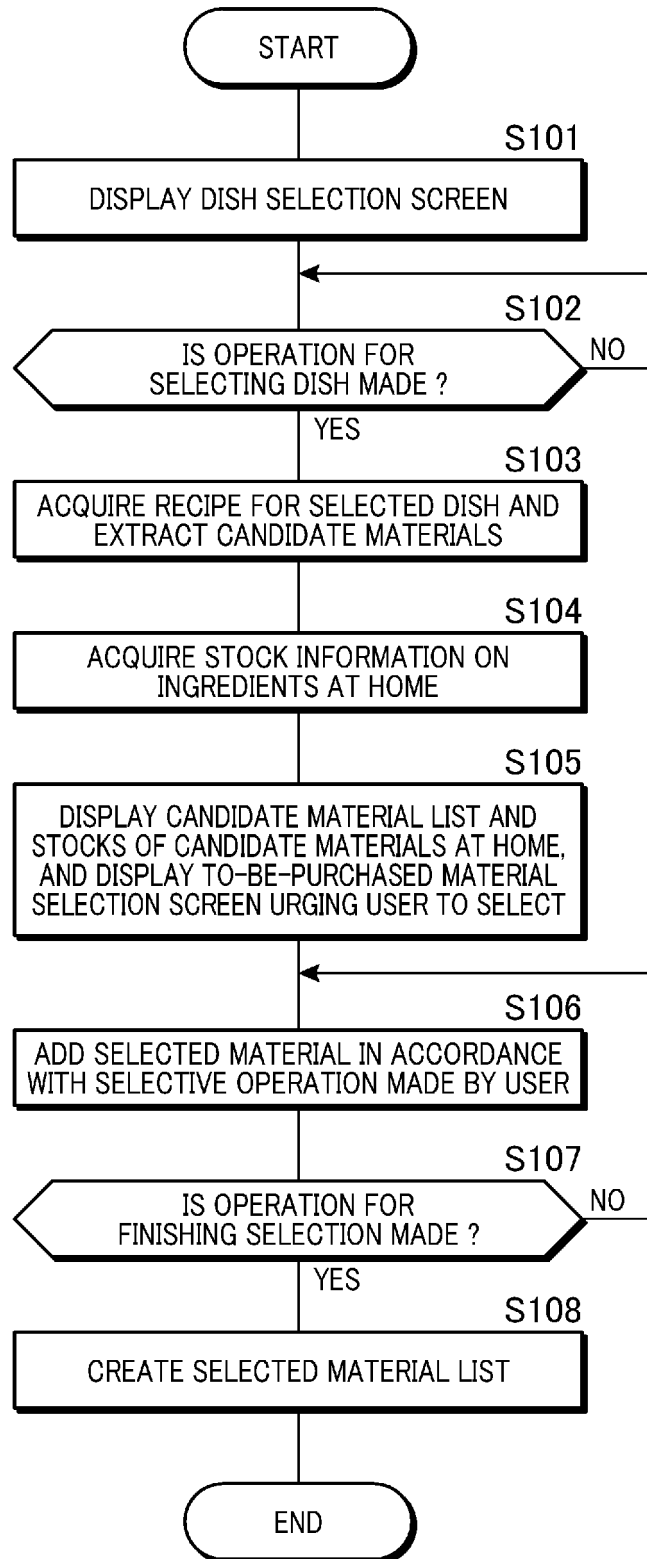 START
S101
DISPLAY DISH SELECTION SCREEN
S102
IS OPERATION FOR
SELECTING DISH MADE ?
NO
YES
S103
ACQUIRE RECIPE FOR SELECTED DISH AND
EXTRACT CANDIDATE MATERIALS
S104
ACQUIRE STOCK INFORMATION ON
INGREDIENTS AT HOME
S105
DISPLAY CANDIDATE MATERIAL LIST AND
STOCKS OF CANDIDATE MATERIALS AT HOME,
AND DISPLAY TO-BE-PURCHASED MATERIAL
SELECTION SCREEN URGING USER TO SELECT
S106
ADD SELECTED MATERIAL IN ACCORDANCE
WITH SELECTIVE OPERATION MADE BY USER
S107
IS OPERATION FOR
FINISHING SELECTION MADE ?
NO
YES
S108
CREATE SELECTED MATERIAL LIST
END